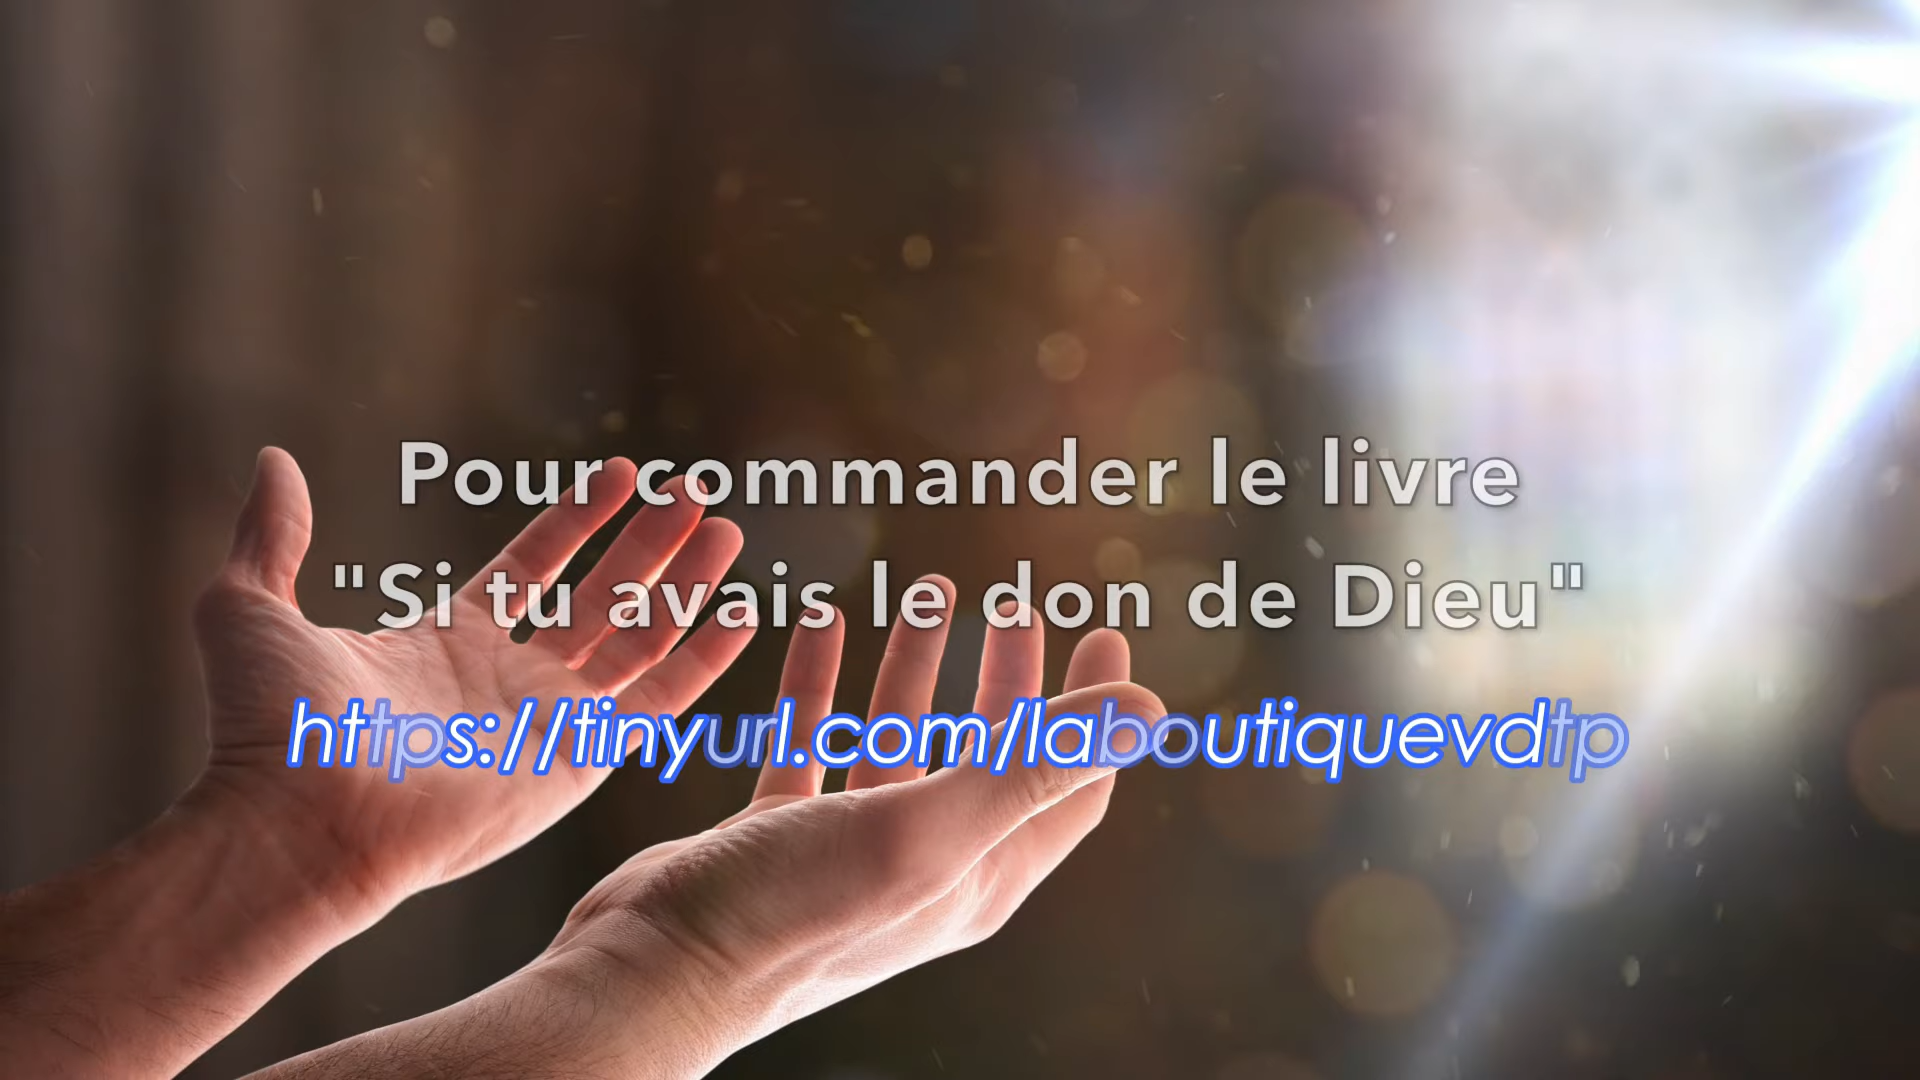 Pour commander le livre
"Si tu avais le don de Dieu"
https://tinyurl.com/laboutiquevdtp